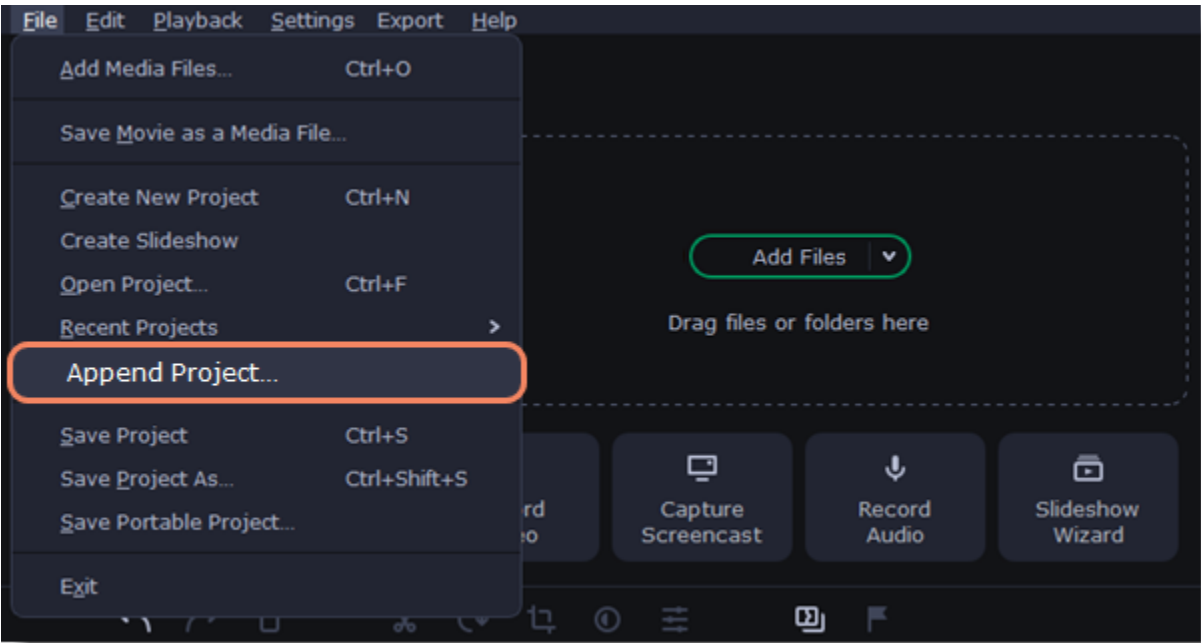 File Edit Playback Settings Export Help
Add Media Files... Ctrl+O
Save Movie as a Media File...
Create New Project Ctrl+N
Create Slideshow
Open Project... Ctrl+F
Recent Projects
Append Project...
Save Project Ctrl+S
Save Project As... Ctrl+Shift+S
Save Portable Project...
Exit
Add Files
Drag files or folders here
Capture
Screencast
Record
Audio
Slideshow
Wizard